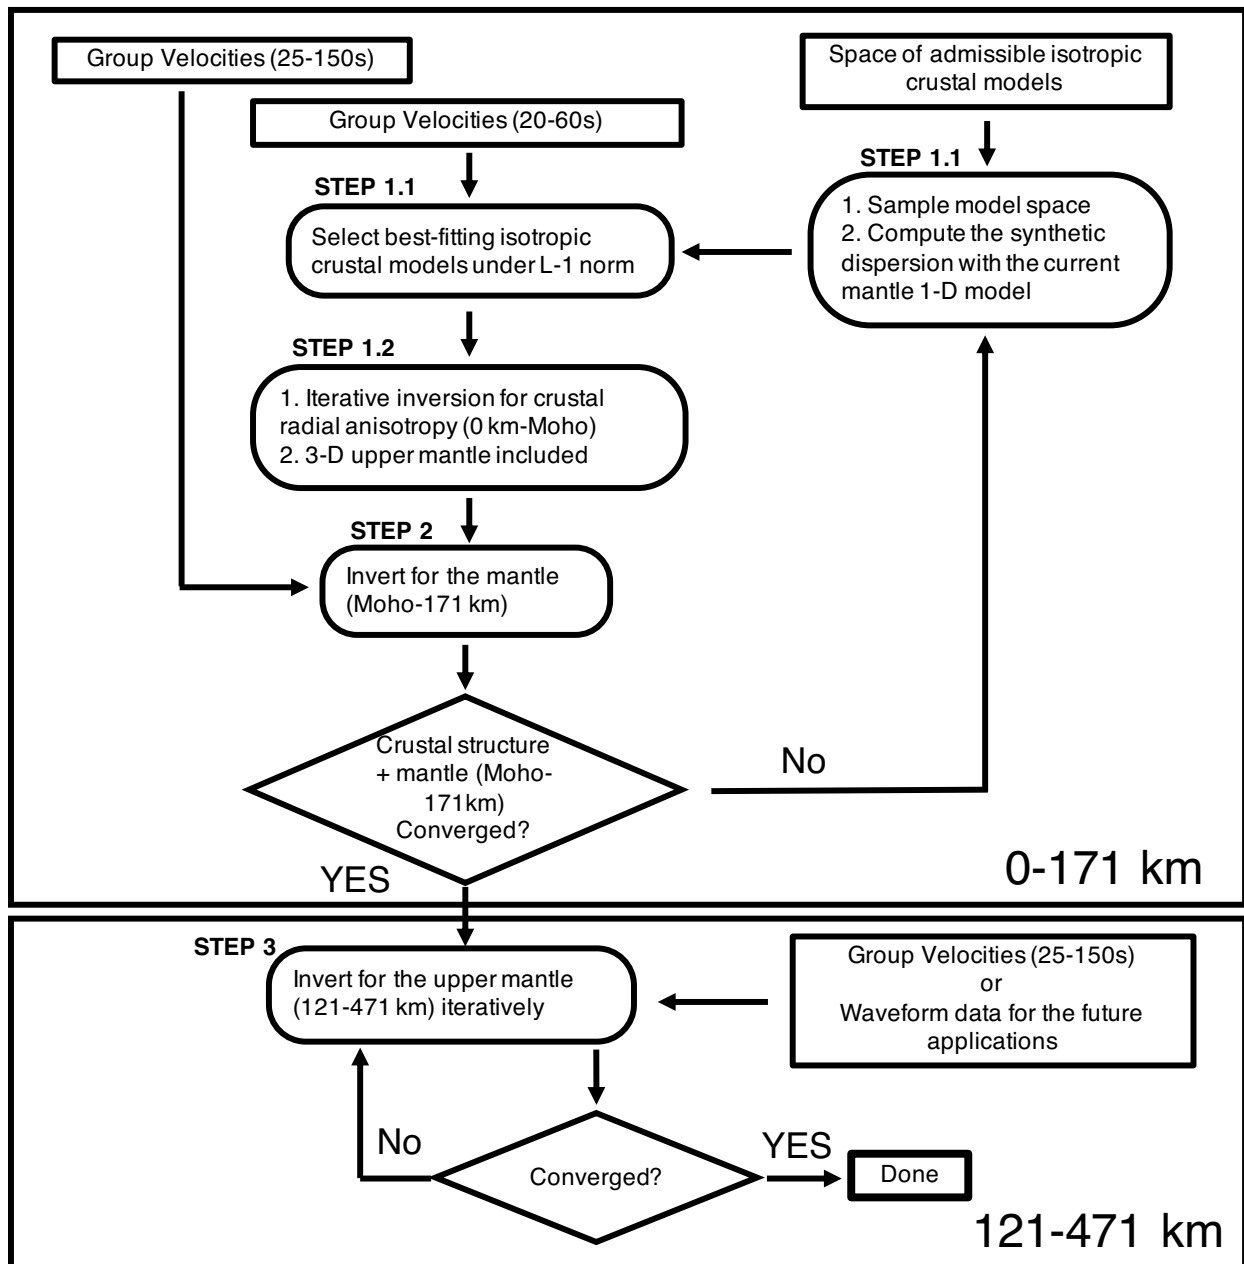 Group Velocities (25-150s)
Space of admissible isotropic
crustal models
Group Velocities (20-60s)
STEP 1.1
STEP 1.1
Select best-fitting isotropic
crustal models under L-1 norm
1. Sample model space
2. Compute the synthetic
dispersion with the current
mantle 1-D model
STEP 1.2
1. Iterative inversion for crustal
radial anisotropy (0 km-Moho)
2. 3-D upper mantle included
STEP 2
Invert for the mantle
(Moho-171 km)
Crustal structure
+ mantle (Moho-
171km)
Converged?
No
YES
0-171 km
STEP 3
Invert for the upper mantle
(121-471 km) iteratively
Group Velocities (25-150s)
or
Waveform data for the future
applications
No
Converged?
YES
Done
121-471 km